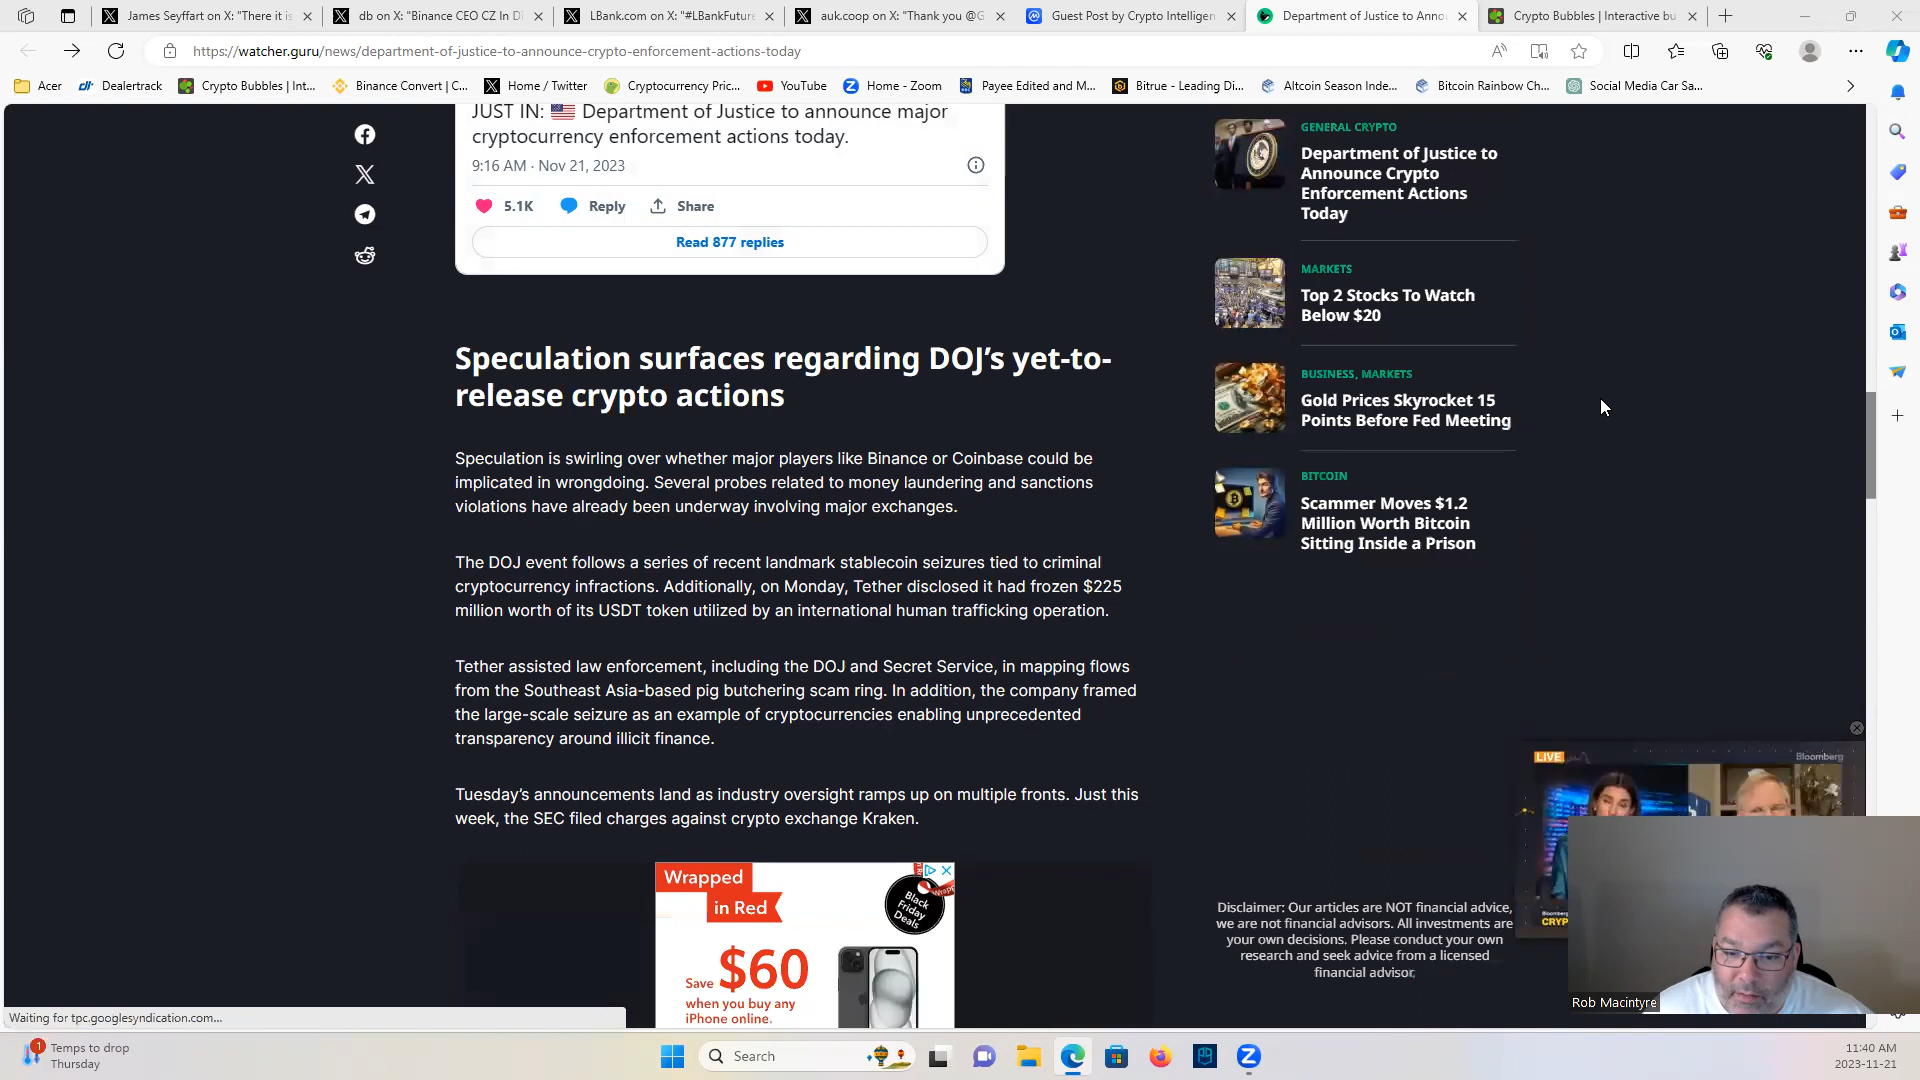 James Seyffart on X: "There it is
db on X: "Binance CEO CZ In D
LBank.com on X: "#LBankFuture
auk.coop on X: "Thank you @G
Guest Post by Crypto Intelligen
Department of Justice to Annou
Crypto Bubbles | Interactive bu
https://watcher.guru/news/department-of-justice-to-announce-crypto-enforcement-actions-today
Acer
Dealertrack
Crypto Bubbles | Int...
Binance Convert | C...
Home / Twitter
Cryptocurrency Pric...
YouTube
Home - Zoom
Payee Edited and M...
Bitrue - Leading Di...
Altcoin Season Inde...
Bitcoin Rainbow Ch...
Social Media Car Sa...
JUST IN: 🇺🇸 Department of Justice to announce major
cryptocurrency enforcement actions today.
9:16 AM · Nov 21, 2023
5.1K Reply Share
Read 877 replies
Speculation surfaces regarding DOJ's yet-to-
release crypto actions
Speculation is swirling over whether major players like Binance or Coinbase could be
implicated in wrongdoing. Several probes related to money laundering and sanctions
violations have already been underway involving major exchanges.
The DOJ event follows a series of recent landmark stablecoin seizures tied to criminal
cryptocurrency infractions. Additionally, on Monday, Tether disclosed it had frozen $225
million worth of its USDT token utilized by an international human trafficking operation.
Tether assisted law enforcement, including the DOJ and Secret Service, in mapping flows
from the Southeast Asia-based pig butchering scam ring. In addition, the company framed
the large-scale seizure as an example of cryptocurrencies enabling unprecedented
transparency around illicit finance.
Tuesday's announcements land as industry oversight ramps up on multiple fronts. Just this
week, the SEC filed charges against crypto exchange Kraken.
Wrapped
in Red
Black
Friday
Deals
Save $60
when you buy any
iPhone online.
GENERAL CRYPTO
Department of Justice to
Announce Crypto
Enforcement Actions
Today
MARKETS
Top 2 Stocks To Watch
Below $20
BUSINESS, MARKETS
Gold Prices Skyrocket 15
Points Before Fed Meeting
BITCOIN
Scammer Moves $1.2
Million Worth Bitcoin
Sitting Inside a Prison
LIVE
Bloomberg
Bloomberg
CRYP
Disclaimer: Our articles are NOT financial advice,
we are not financial advisors. All investments are
your own decisions. Please conduct your own
research and seek advice from a licensed
financial advisor.
Rob Macintyre
Waiting for tpc.googlesyndication.com...
1
Temps to drop
Thursday
Search
11:40 AM
2023-11-21